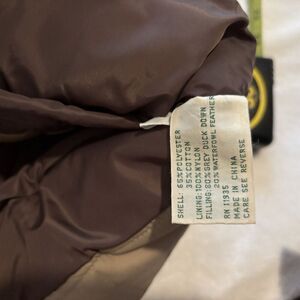 SHELL: 65%POLYESTER
35%COTTON
LINING:100%NYLON
FILLING:80%GREY DUCK DOWN
20%WATERFOWL FEATHER
RN 11935
MADE IN CHINA
CARE SEE REVERSE